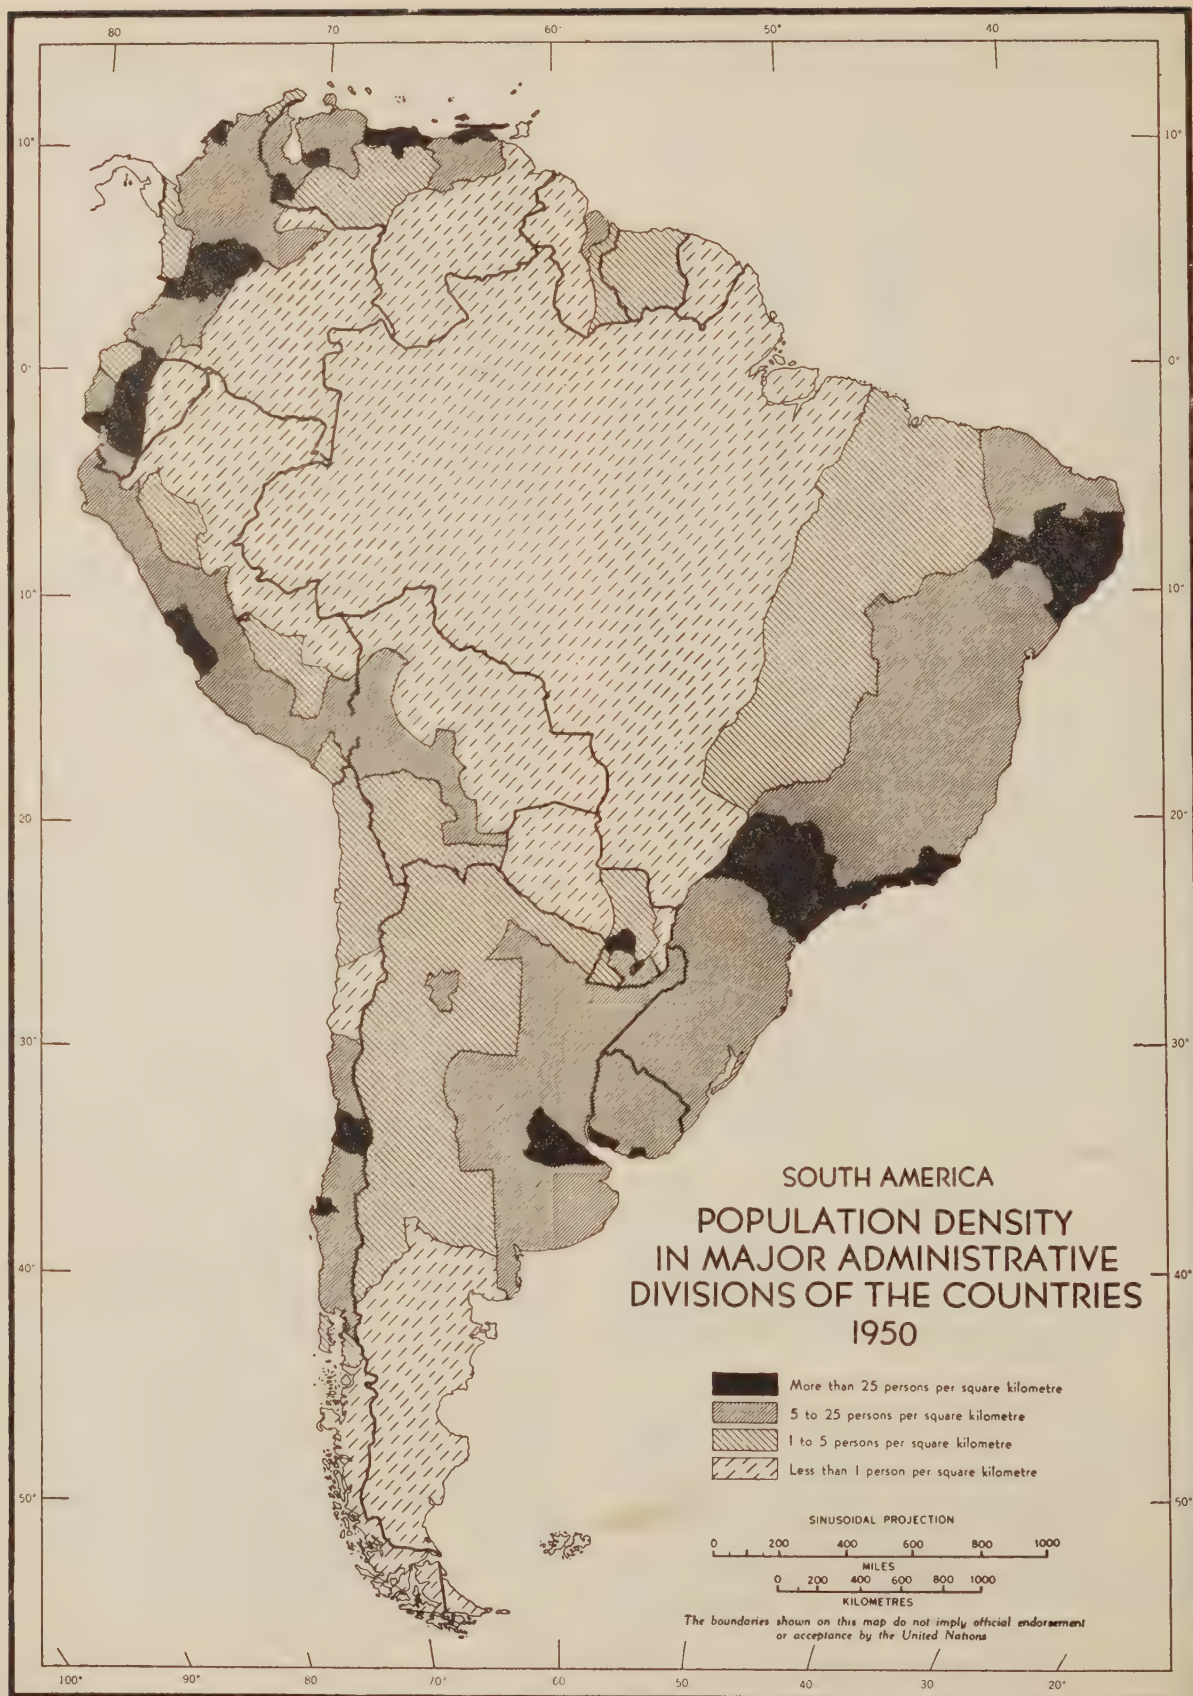 80 70 60° 50° 40
10° 10°
0° 0°
10° 10°
20 20°
30° 30°
40° 40°
50° 50°
SOUTH AMERICA
POPULATION DENSITY
IN MAJOR ADMINISTRATIVE
DIVISIONS OF THE COUNTRIES
1950
More than 25 persons per square kilometre
5 to 25 persons per square kilometre
1 to 5 persons per square kilometre
Less than 1 person per square kilometre
SINUSOIDAL PROJECTION
0 200 400 600 800 1000
MILES
0 200 400 600 800 1000
KILOMETRES
The boundaries shown on this map do not imply official endorsement
or acceptance by the United Nations
100° 90° 80 70° 60 50 40 30 20°